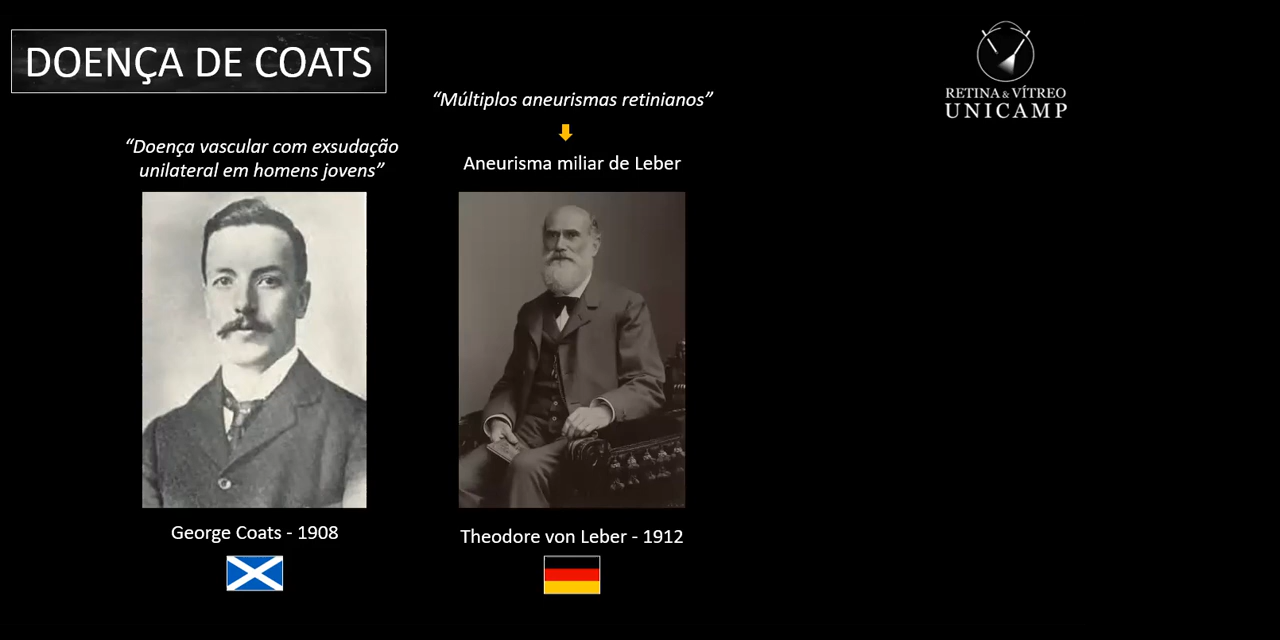 DOENÇA DE COATS
RETINA & VÍTREO
UNICAMP
“Múltiplos aneurismas retinianos”
“Doença vascular com exsudação
unilateral em homens jovens”
Aneurisma miliar de Leber
George Coats - 1908
Theodore von Leber - 1912